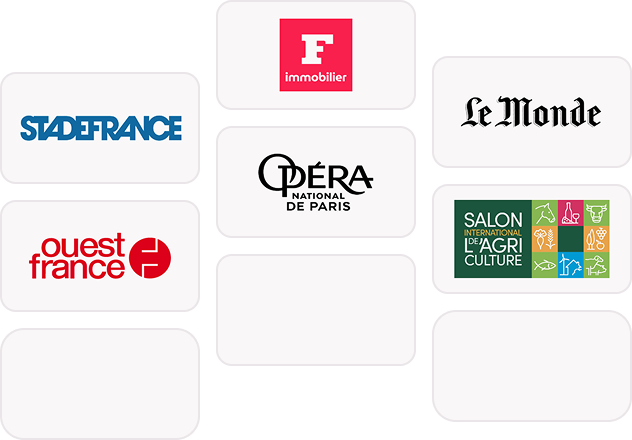 F
immobilier
STADEFRANCE
Le Monde
OPÉRA
NATIONAL
DE PARIS
SALON
INTERNATIONAL
DE L'AGRI
CULTURE
ouest
france